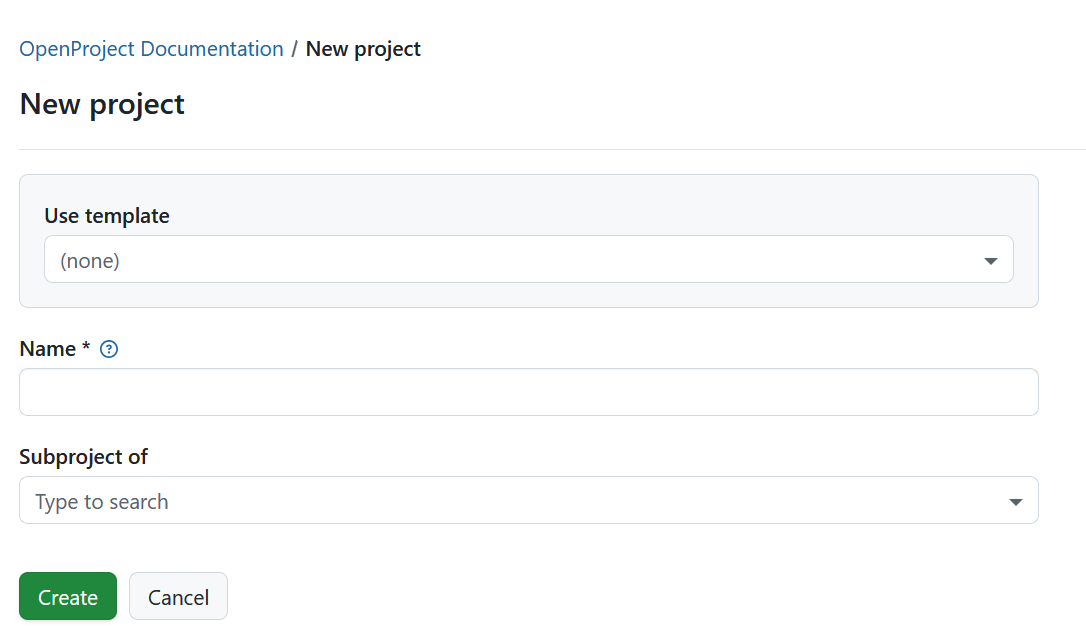 OpenProject Documentation / New project
New project
Use template
(none)
Name * ?
Subproject of
Type to search
Create Cancel